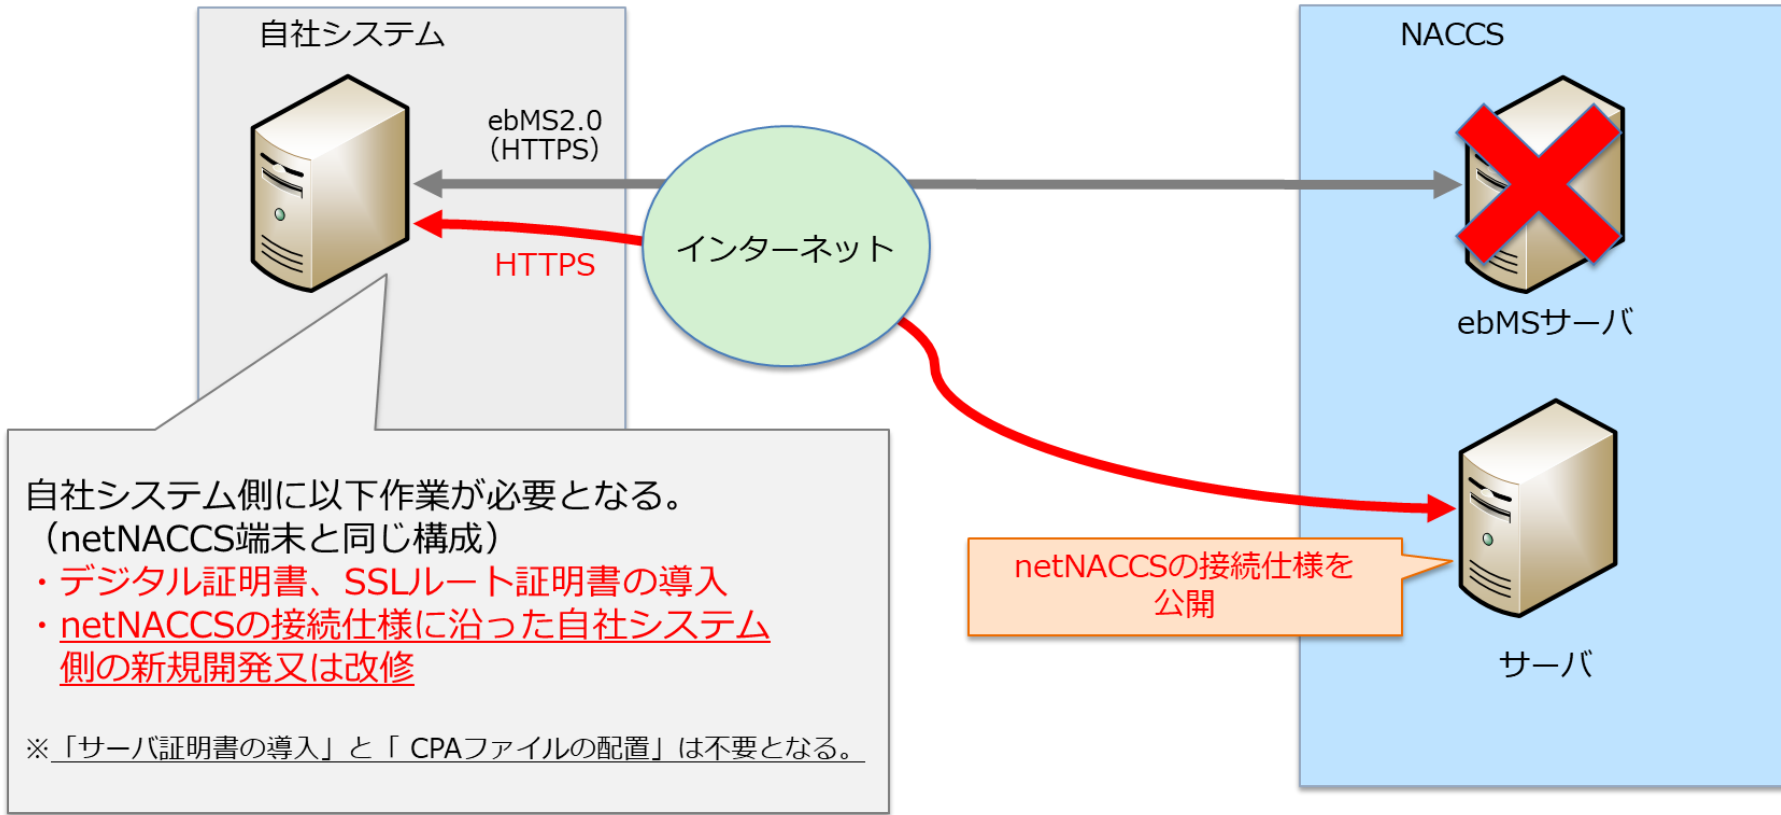 自社システム
NACCS
ebMS2.0
（HTTPS）
インターネット
HTTPS
ebMSサーバ
自社システム側に以下作業が必要となる。
（netNACCS端末と同じ構成）
・デジタル証明書、SSLルート証明書の導入
・netNACCSの接続仕様に沿った自社システム
側の新規開発又は改修
※「サーバ証明書の導入」と「 CPAファイルの配置」は不要となる。
netNACCSの接続仕様を
公開
サーバ